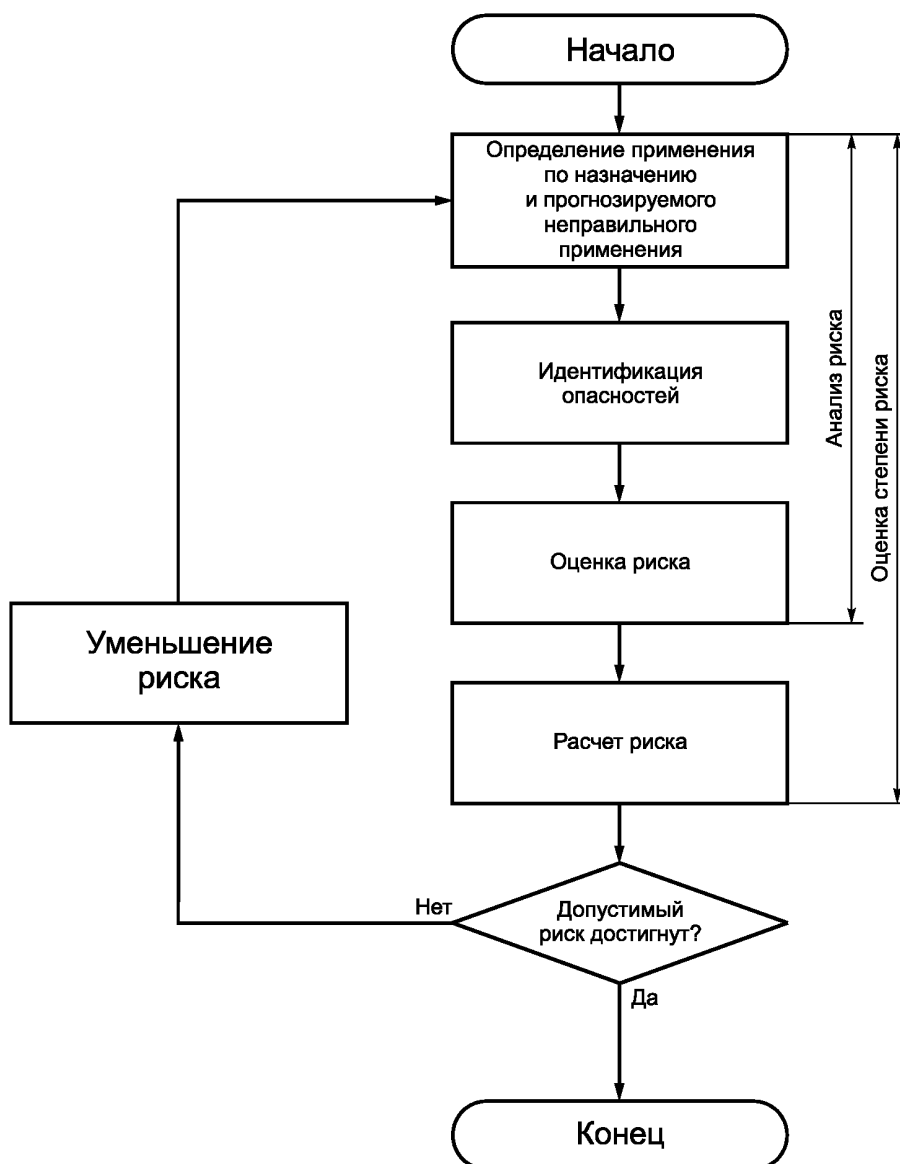 Начало
Определение применения
по назначению
и прогнозируемого
неправильного
применения
Идентификация
опасностей
Оценка риска
Расчет риска
Допустимый
риск достигнут?
Нет
Да
Уменьшение
риска
Конец
Анализ риска
Оценка степени риска